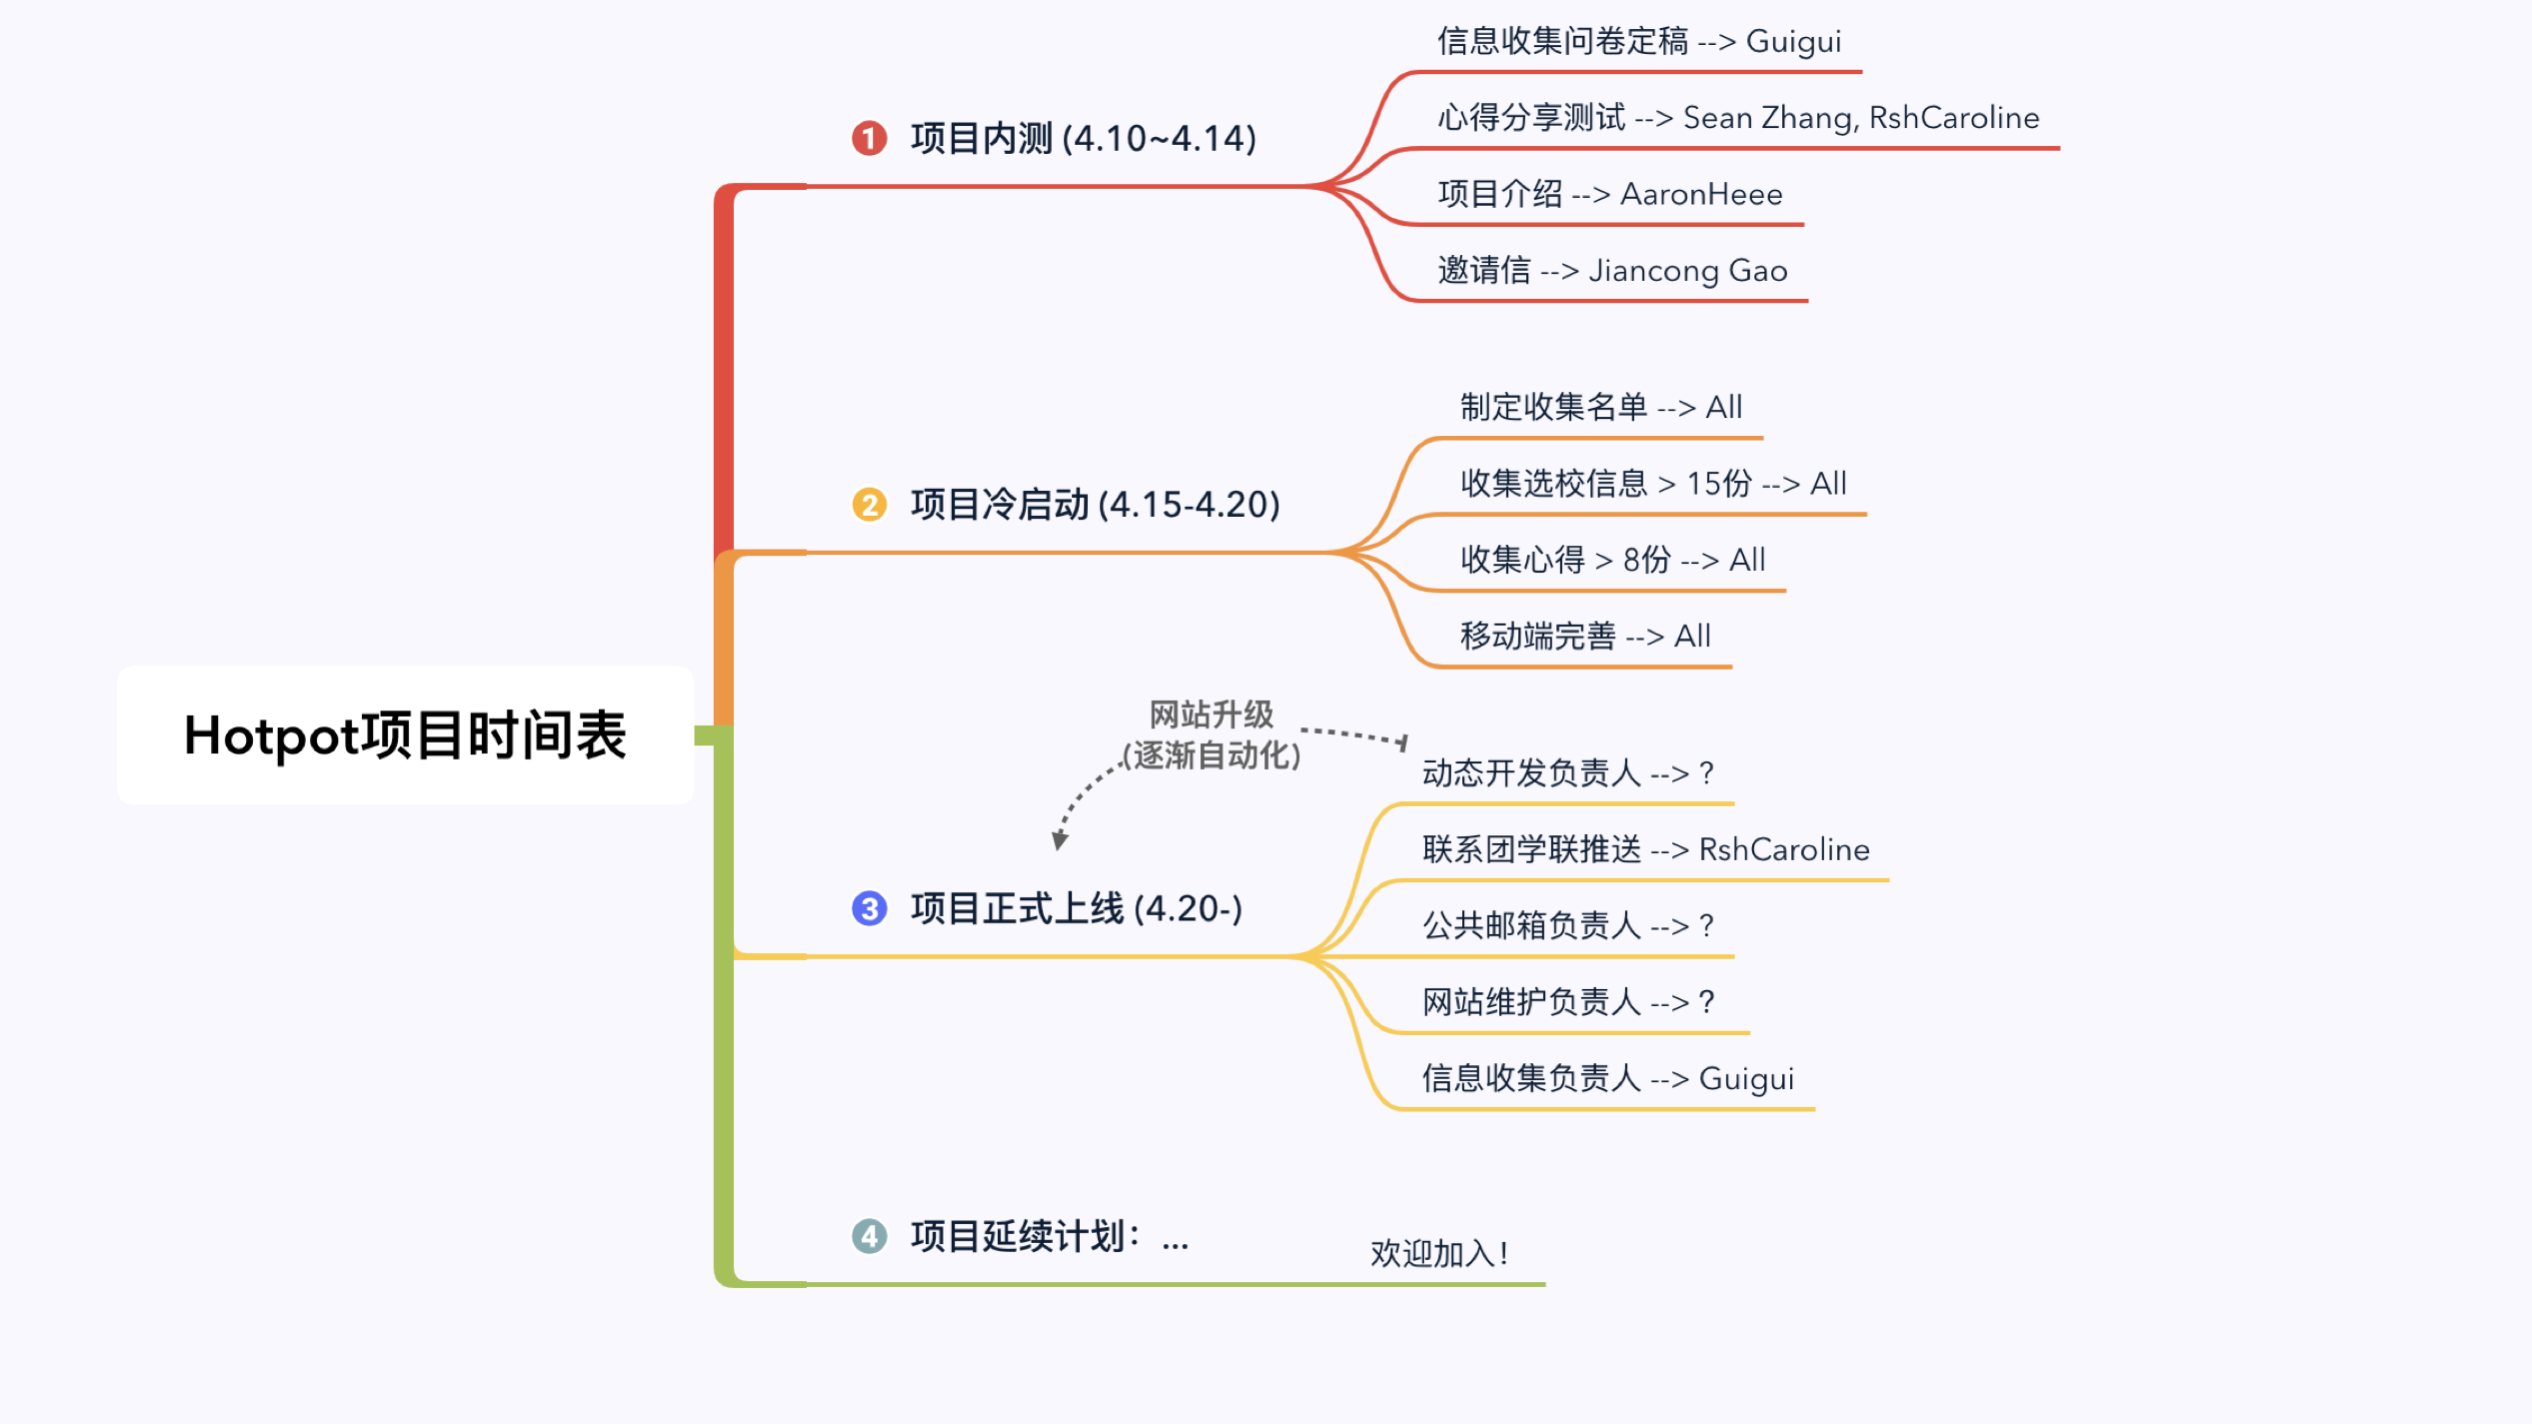 Hotpot项目时间表
1 项目内测 (4.10~4.14)
信息收集问卷定稿 --> Guigui
心得分享测试 --> Sean Zhang, RshCaroline
项目介绍 --> AaronHeee
邀请信 --> Jiancong Gao
2 项目冷启动 (4.15-4.20)
制定收集名单 --> All
收集选校信息 > 15份 --> All
收集心得 > 8份 --> All
移动端完善 --> All
网站升级
(逐渐自动化)
3 项目正式上线 (4.20-)
动态开发负责人 --> ?
联系团学联推送 --> RshCaroline
公共邮箱负责人 --> ?
网站维护负责人 --> ?
信息收集负责人 --> Guigui
4 项目延续计划：...
欢迎加入！